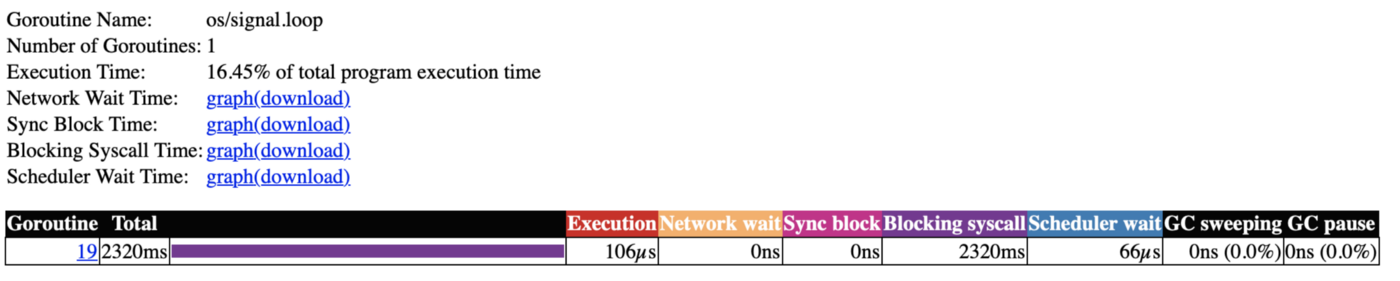 Goroutine Name: os/signal.loop
Number of Goroutines: 1
Execution Time: 16.45% of total program execution time
Network Wait Time: graph(download)
Sync Block Time: graph(download)
Blocking Syscall Time: graph(download)
Scheduler Wait Time: graph(download)
Goroutine Total Execution Network wait Sync block Blocking syscall Scheduler wait GC sweeping GC pause
19 2320ms 106µs 0ns 0ns 2320ms 66µs 0ns (0.0%) 0ns (0.0%)